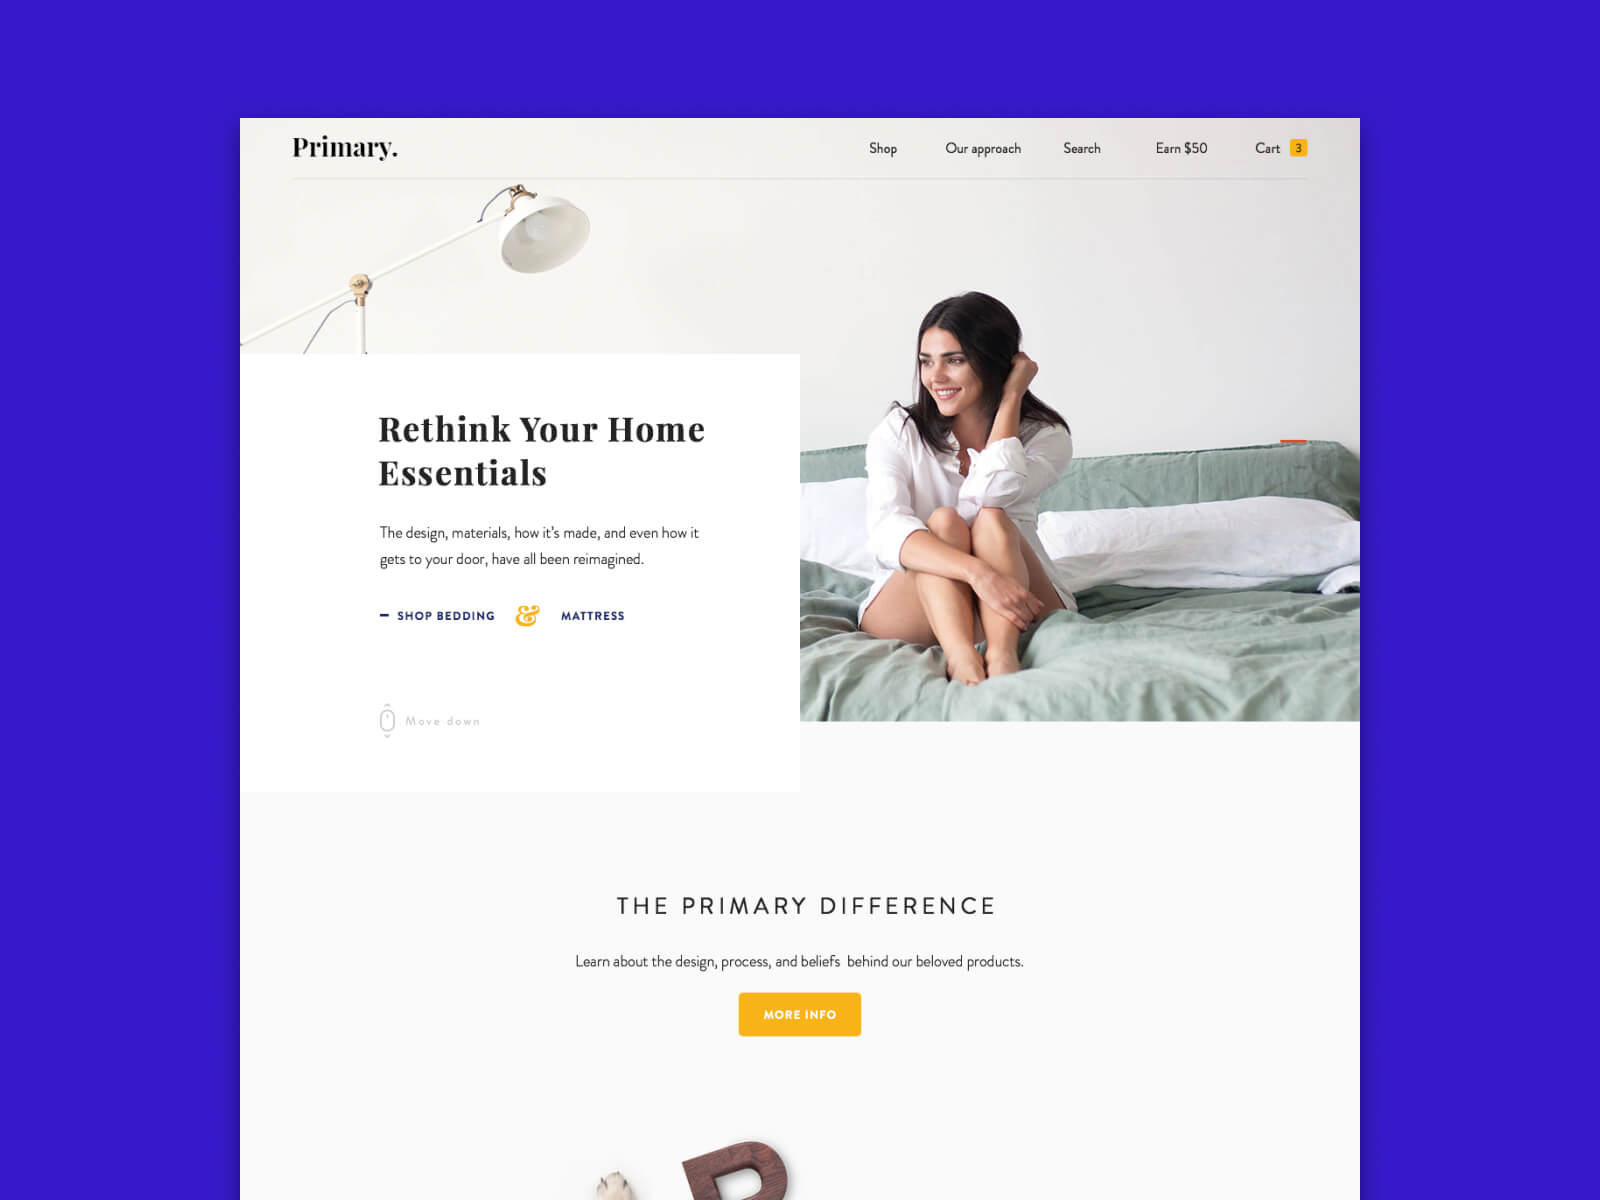 Primary.
Shop Our approach Search Earn $50 Cart 3
Rethink Your Home
Essentials
The design, materials, how it's made, and even how it
gets to your door, have all been reimagined.
SHOP BEDDING & MATTRESS
Move down
THE PRIMARY DIFFERENCE
Learn about the design, process, and beliefs behind our beloved products.
MORE INFO